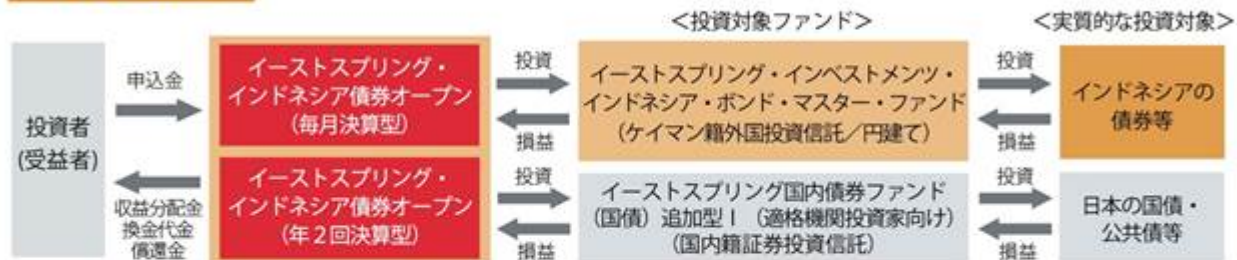 ＜投資対象ファンド＞
＜実質的な投資対象＞
投資者
(受益者)
申込金
収益分配金
換金代金
償還金
イーストスプリング・
インドネシア債券オープン
（毎月決算型）
イーストスプリング・
インドネシア債券オープン
（年２回決算型）
投資
損益
投資
損益
イーストスプリング・インベストメンツ・
インドネシア・ボンド・マスター・ファンド
（ケイマン籍外国投資信託／円建て）
イーストスプリング国内債券ファンド
（国債）追加型Ⅰ（適格機関投資家向け）
（国内籍証券投資信託）
投資
損益
投資
損益
インドネシアの
債券等
日本の国債・
公共債等